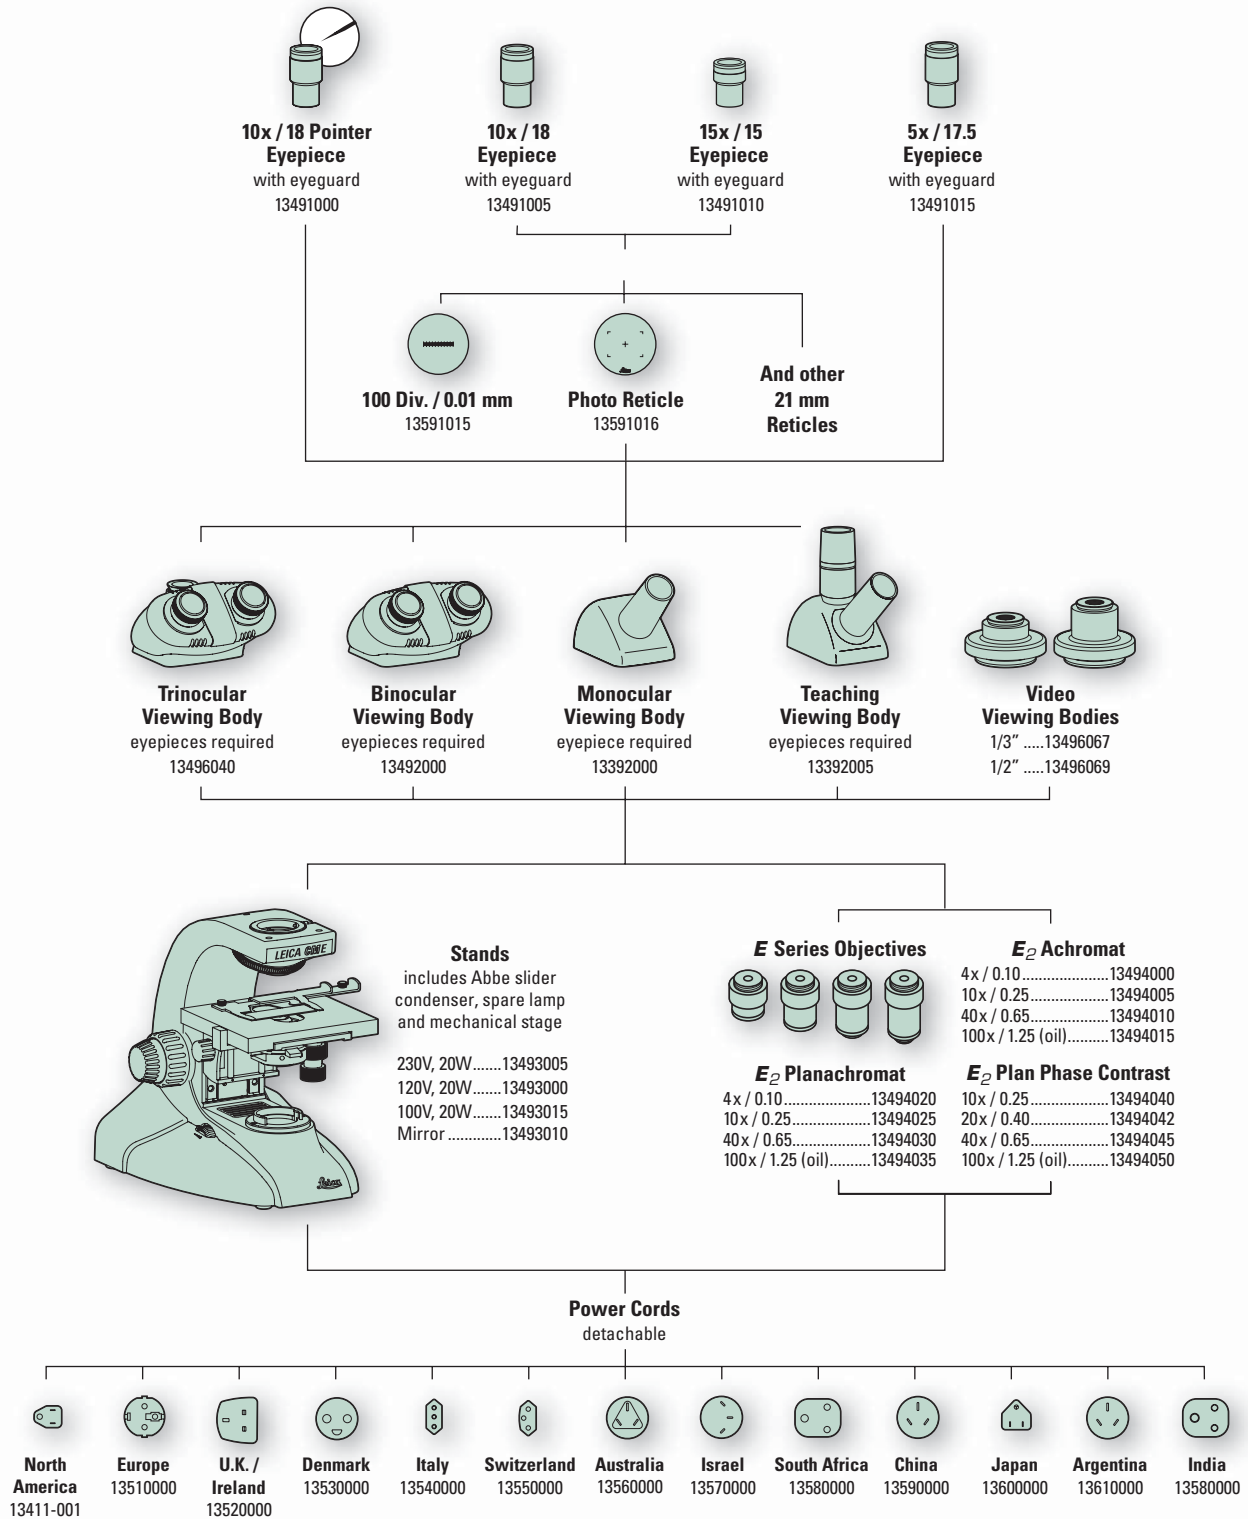 10x / 18 Pointer
Eyepiece
with eyeguard
13491000
10x / 18
Eyepiece
with eyeguard
13491005
15x / 15
Eyepiece
with eyeguard
13491010
5x / 17.5
Eyepiece
with eyeguard
13491015
100 Div. / 0.01 mm
13591015
Leica
Photo Reticle
13591016
And other
21 mm
Reticles
Trinocular
Viewing Body
eyepieces required
13496040
Binocular
Viewing Body
eyepieces required
13492000
Monocular
Viewing Body
eyepiece required
13392000
Teaching
Viewing Body
eyepieces required
13392005
Video
Viewing Bodies
1/3” .....13496067
1/2” .....13496069
LEICA CME
Leica
Stands
includes Abbe slider
condenser, spare lamp
and mechanical stage
230V, 20W.......13493005
120V, 20W.......13493000
100V, 20W.......13493015
Mirror .............13493010
E Series Objectives
E2 Achromat
4x / 0.10.....................13494000
10x / 0.25...................13494005
40x / 0.65...................13494010
100x / 1.25 (oil)..........13494015
E2 Planachromat
4x / 0.10.....................13494020
10x / 0.25...................13494025
40x / 0.65...................13494030
100x / 1.25 (oil)..........13494035
E2 Plan Phase Contrast
10x / 0.25...................13494040
20x / 0.40...................13494042
40x / 0.65...................13494045
100x / 1.25 (oil)..........13494050
Power Cords
detachable
North
America
13411-001
Europe
13510000
U.K. /
Ireland
13520000
Denmark
13530000
Italy
13540000
Switzerland
13550000
Australia
13560000
Israel
13570000
South Africa
13580000
China
13590000
Japan
13600000
Argentina
13610000
India
13580000